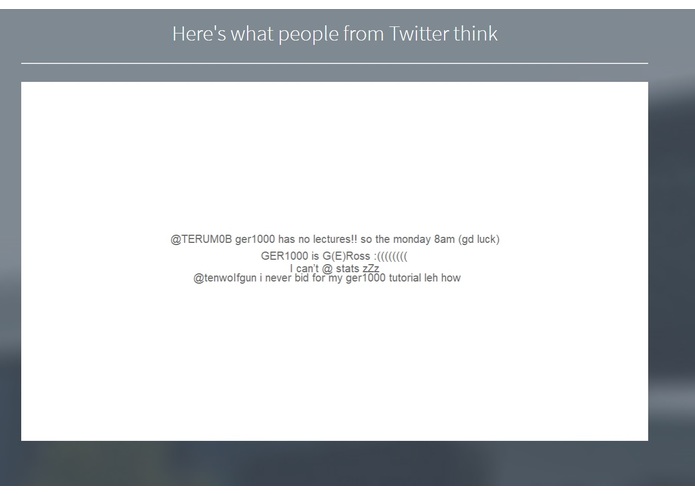 Here's what people from Twitter think
@TERUM0B ger1000 has no lectures!! so the monday 8am (gd luck)
GER1000 is G(E)Ross :((((((((
I can't @ stats zZz
@tenwolfgun i never bid for my ger1000 tutorial leh how